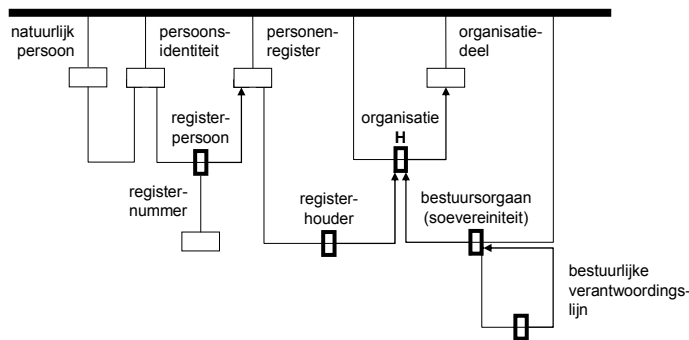 natuurlijk
persoon
persoons-
identiteit
personen-
register
organisatie-
deel
register-
persoon
organisatie
H
register-
nummer
register-
houder
bestuursorgaan
(soevereiniteit)
bestuurlijke
verantwoordings-
lijn